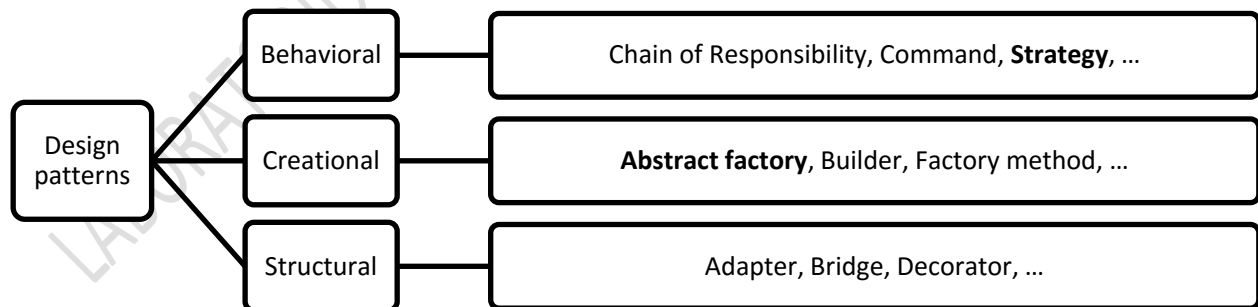 Behavioral
Chain of Responsibility, Command, Strategy, …
Design
patterns
Creational
Abstract factory, Builder, Factory method, …
Structural
Adapter, Bridge, Decorator, …